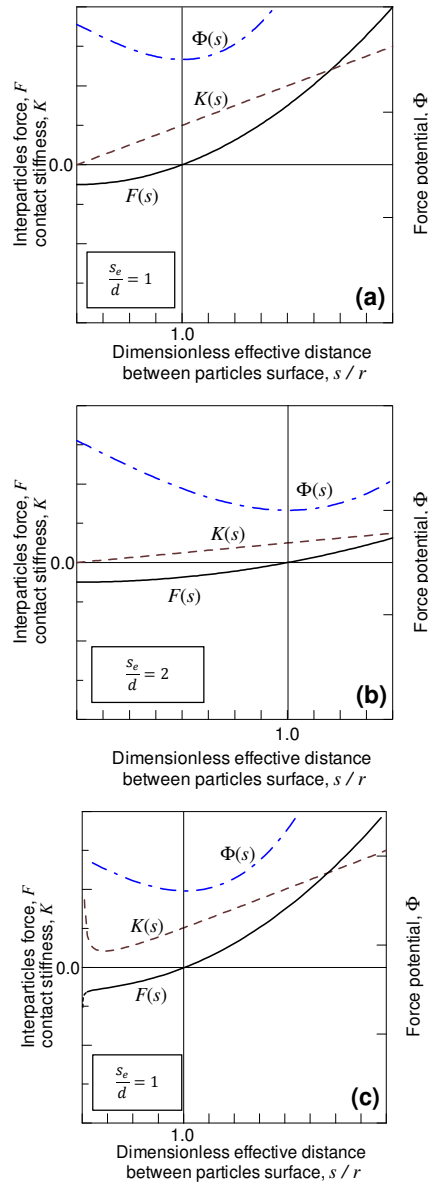 Φ(s)
K(s)
0.0
F(s)
s_e/d = 1
(a)
1.0
Interparticles force, F
contact stiffness, K
Force potential, Φ
Dimensionless effective distance
between particles surface, s / r
Φ(s)
K(s)
0.0
F(s)
s_e/d = 2
(b)
1.0
Interparticles force, F
contact stiffness, K
Force potential, Φ
Dimensionless effective distance
between particles surface, s / r
Φ(s)
K(s)
0.0
F(s)
s_e/d = 1
(c)
1.0
Interparticles force, F
contact stiffness, K
Force potential, Φ
Dimensionless effective distance
between particles surface, s / r